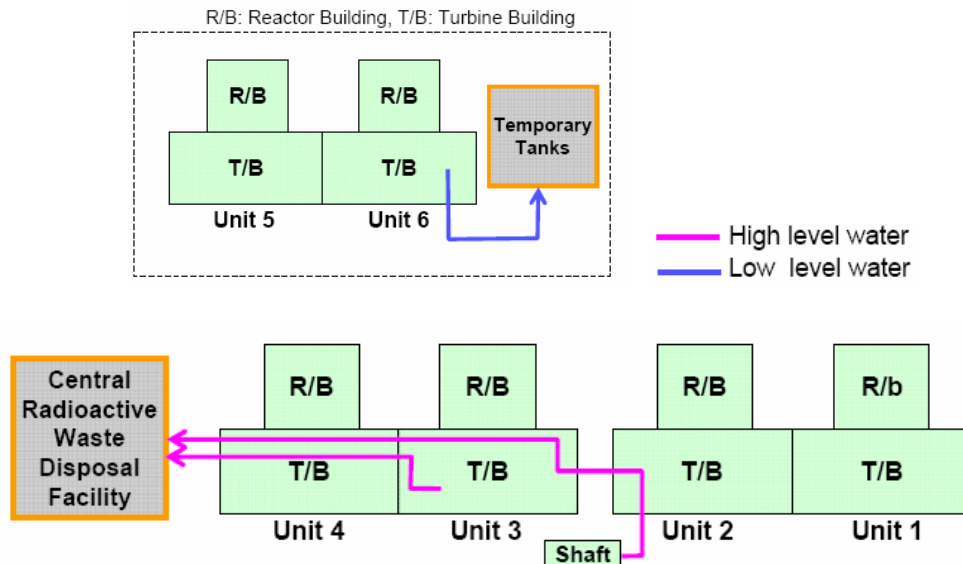 R/B: Reactor Building, T/B: Turbine Building
R/B
R/B
Temporary
Tanks
T/B
T/B
Unit 5
Unit 6
High level water
Low level water
Central
Radioactive
Waste
Disposal
Facility
R/B
R/B
R/B
R/b
T/B
T/B
T/B
T/B
Unit 4
Unit 3
Unit 2
Unit 1
Shaft